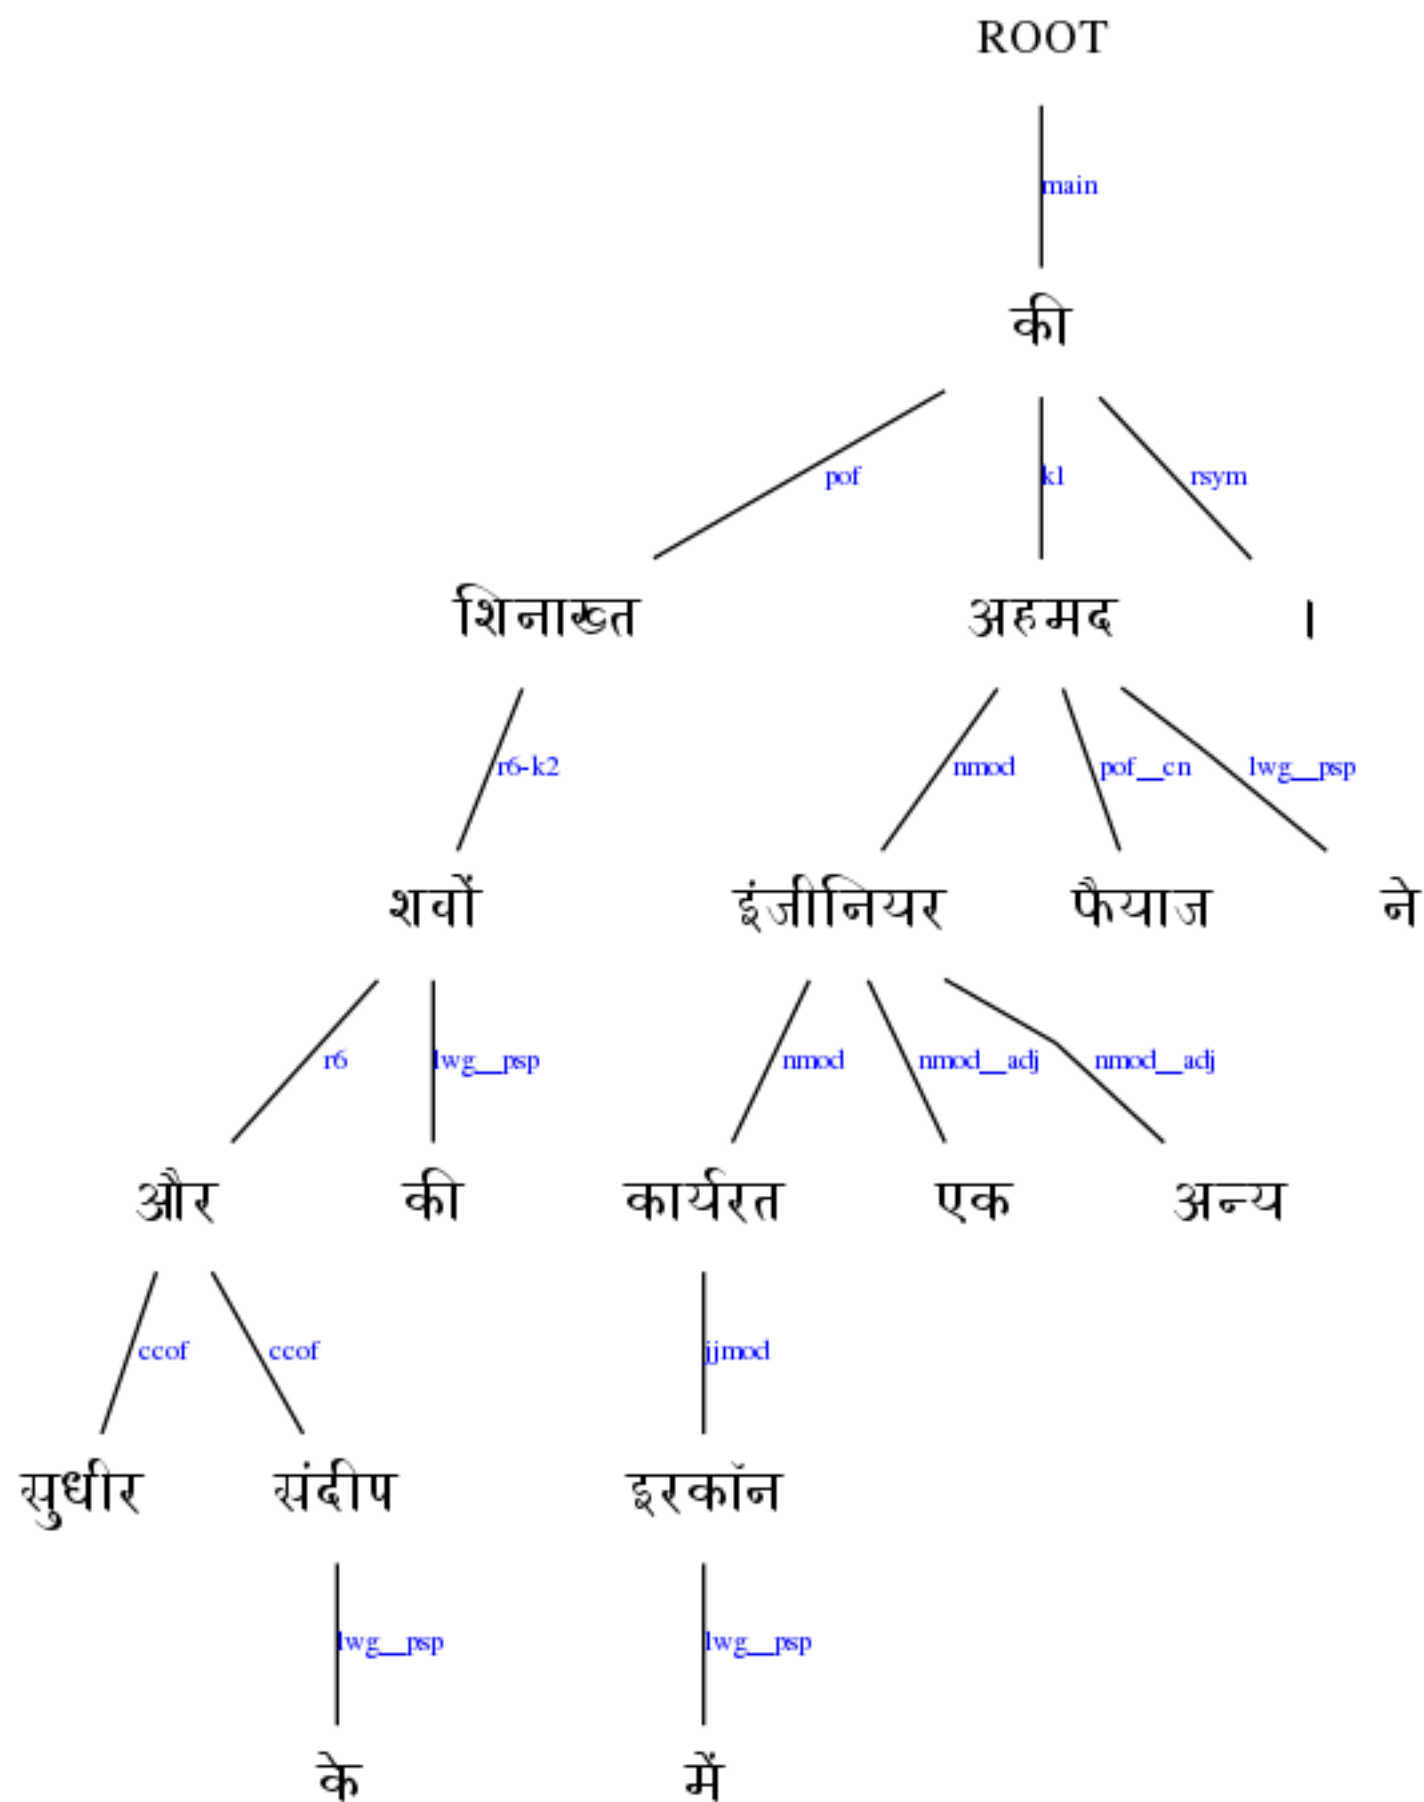 ROOT
main
की
pof k1 rsym
शिनाख्त अहमद ।
r6-k2 nmod pof__cn lwg__psp
शवों इंजीनियर फैयाज ने
r6 lwg__psp nmod nmod__adj nmod__adj
और की कार्यरत एक अन्य
ccof ccof jjmod
सुधीर संदीप इरकॉन
lwg__psp lwg__psp
के में